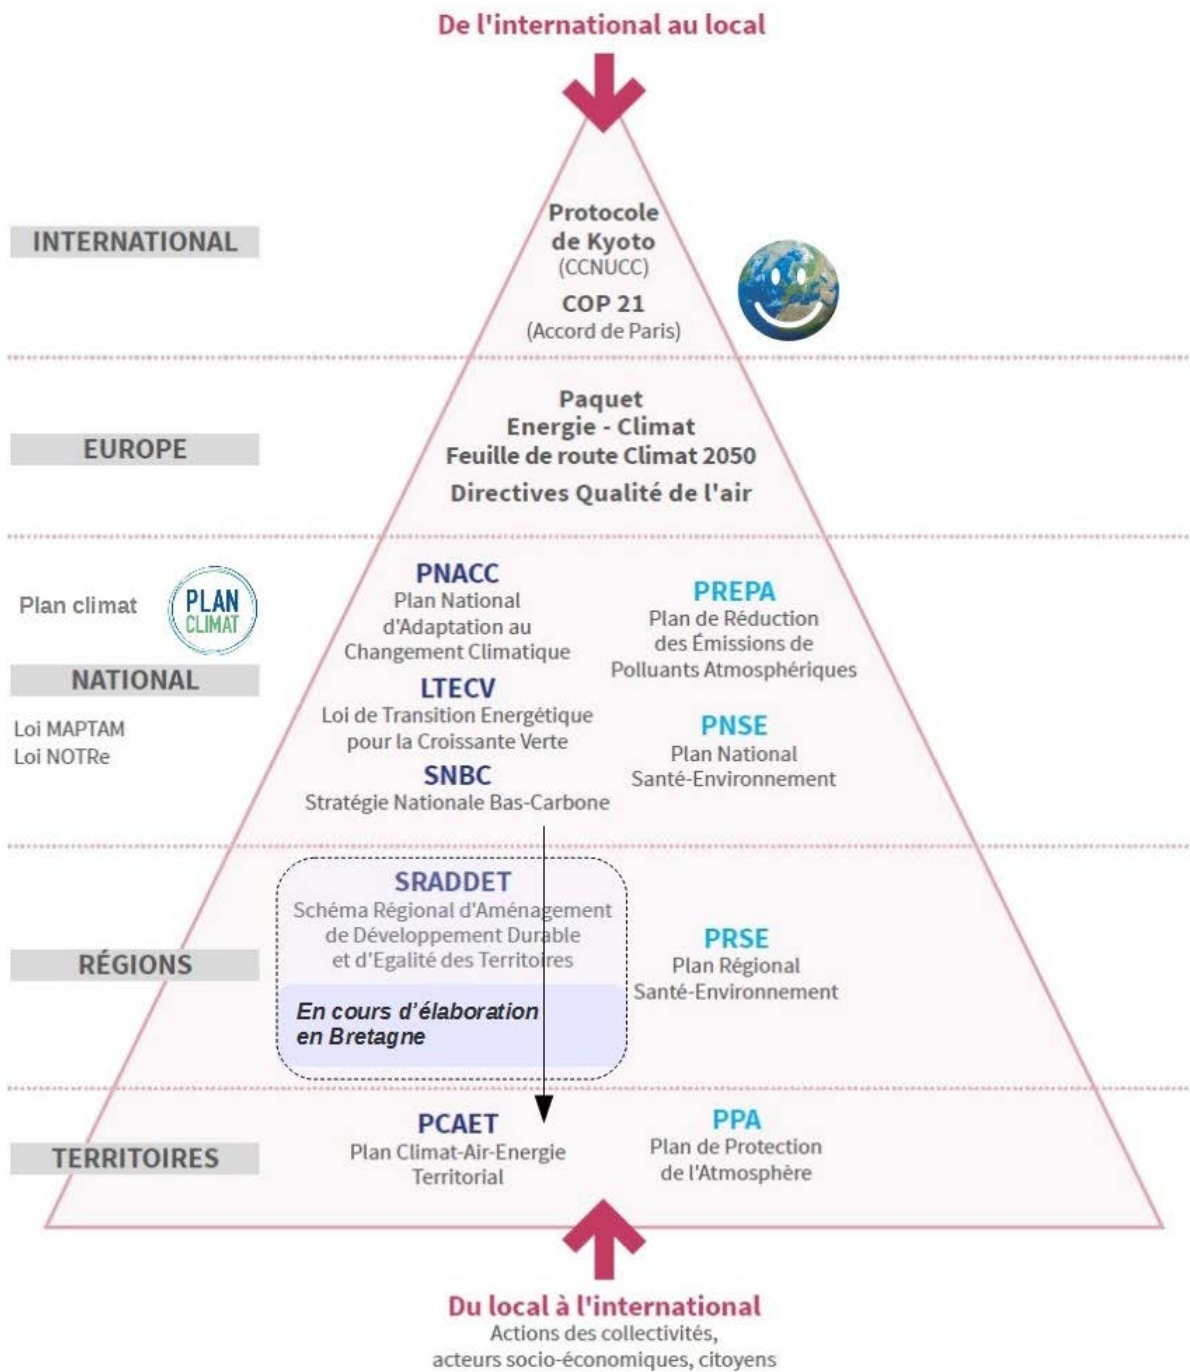 De l'international au local
INTERNATIONAL
Protocole
de Kyoto
(CCNUCC)
COP 21
(Accord de Paris)
EUROPE
Paquet
Energie - Climat
Feuille de route Climat 2050
Directives Qualité de l'air
Plan climat
PLAN
CLIMAT
NATIONAL
Loi MAPTAM
Loi NOTRe
PNACC
Plan National
d'Adaptation au
Changement Climatique
LTECV
Loi de Transition Energétique
pour la Croissante Verte
SNBC
Stratégie Nationale Bas-Carbone
PREPA
Plan de Réduction
des Émissions de
Polluants Atmosphériques
PNSE
Plan National
Santé-Environnement
RÉGIONS
SRADDET
Schéma Régional d'Aménagement
de Développement Durable
et d'Egalité des Territoires
En cours d'élaboration
en Bretagne
PRSE
Plan Régional
Santé-Environnement
TERRITOIRES
PCAET
Plan Climat-Air-Energie
Territorial
PPA
Plan de Protection
de l'Atmosphère
Du local à l'international
Actions des collectivités,
acteurs socio-économiques, citoyens